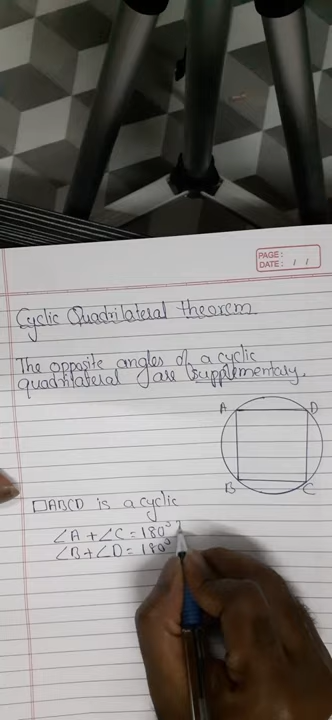 PAGE:
DATE: / /
Cyclic Quadrilateral theorem
The opposite angles of a cyclic
quadrilateral are supplementary.
A D
B C
□ABCD is a cyclic
∠A + ∠C = 180°
∠B + ∠D = 180°